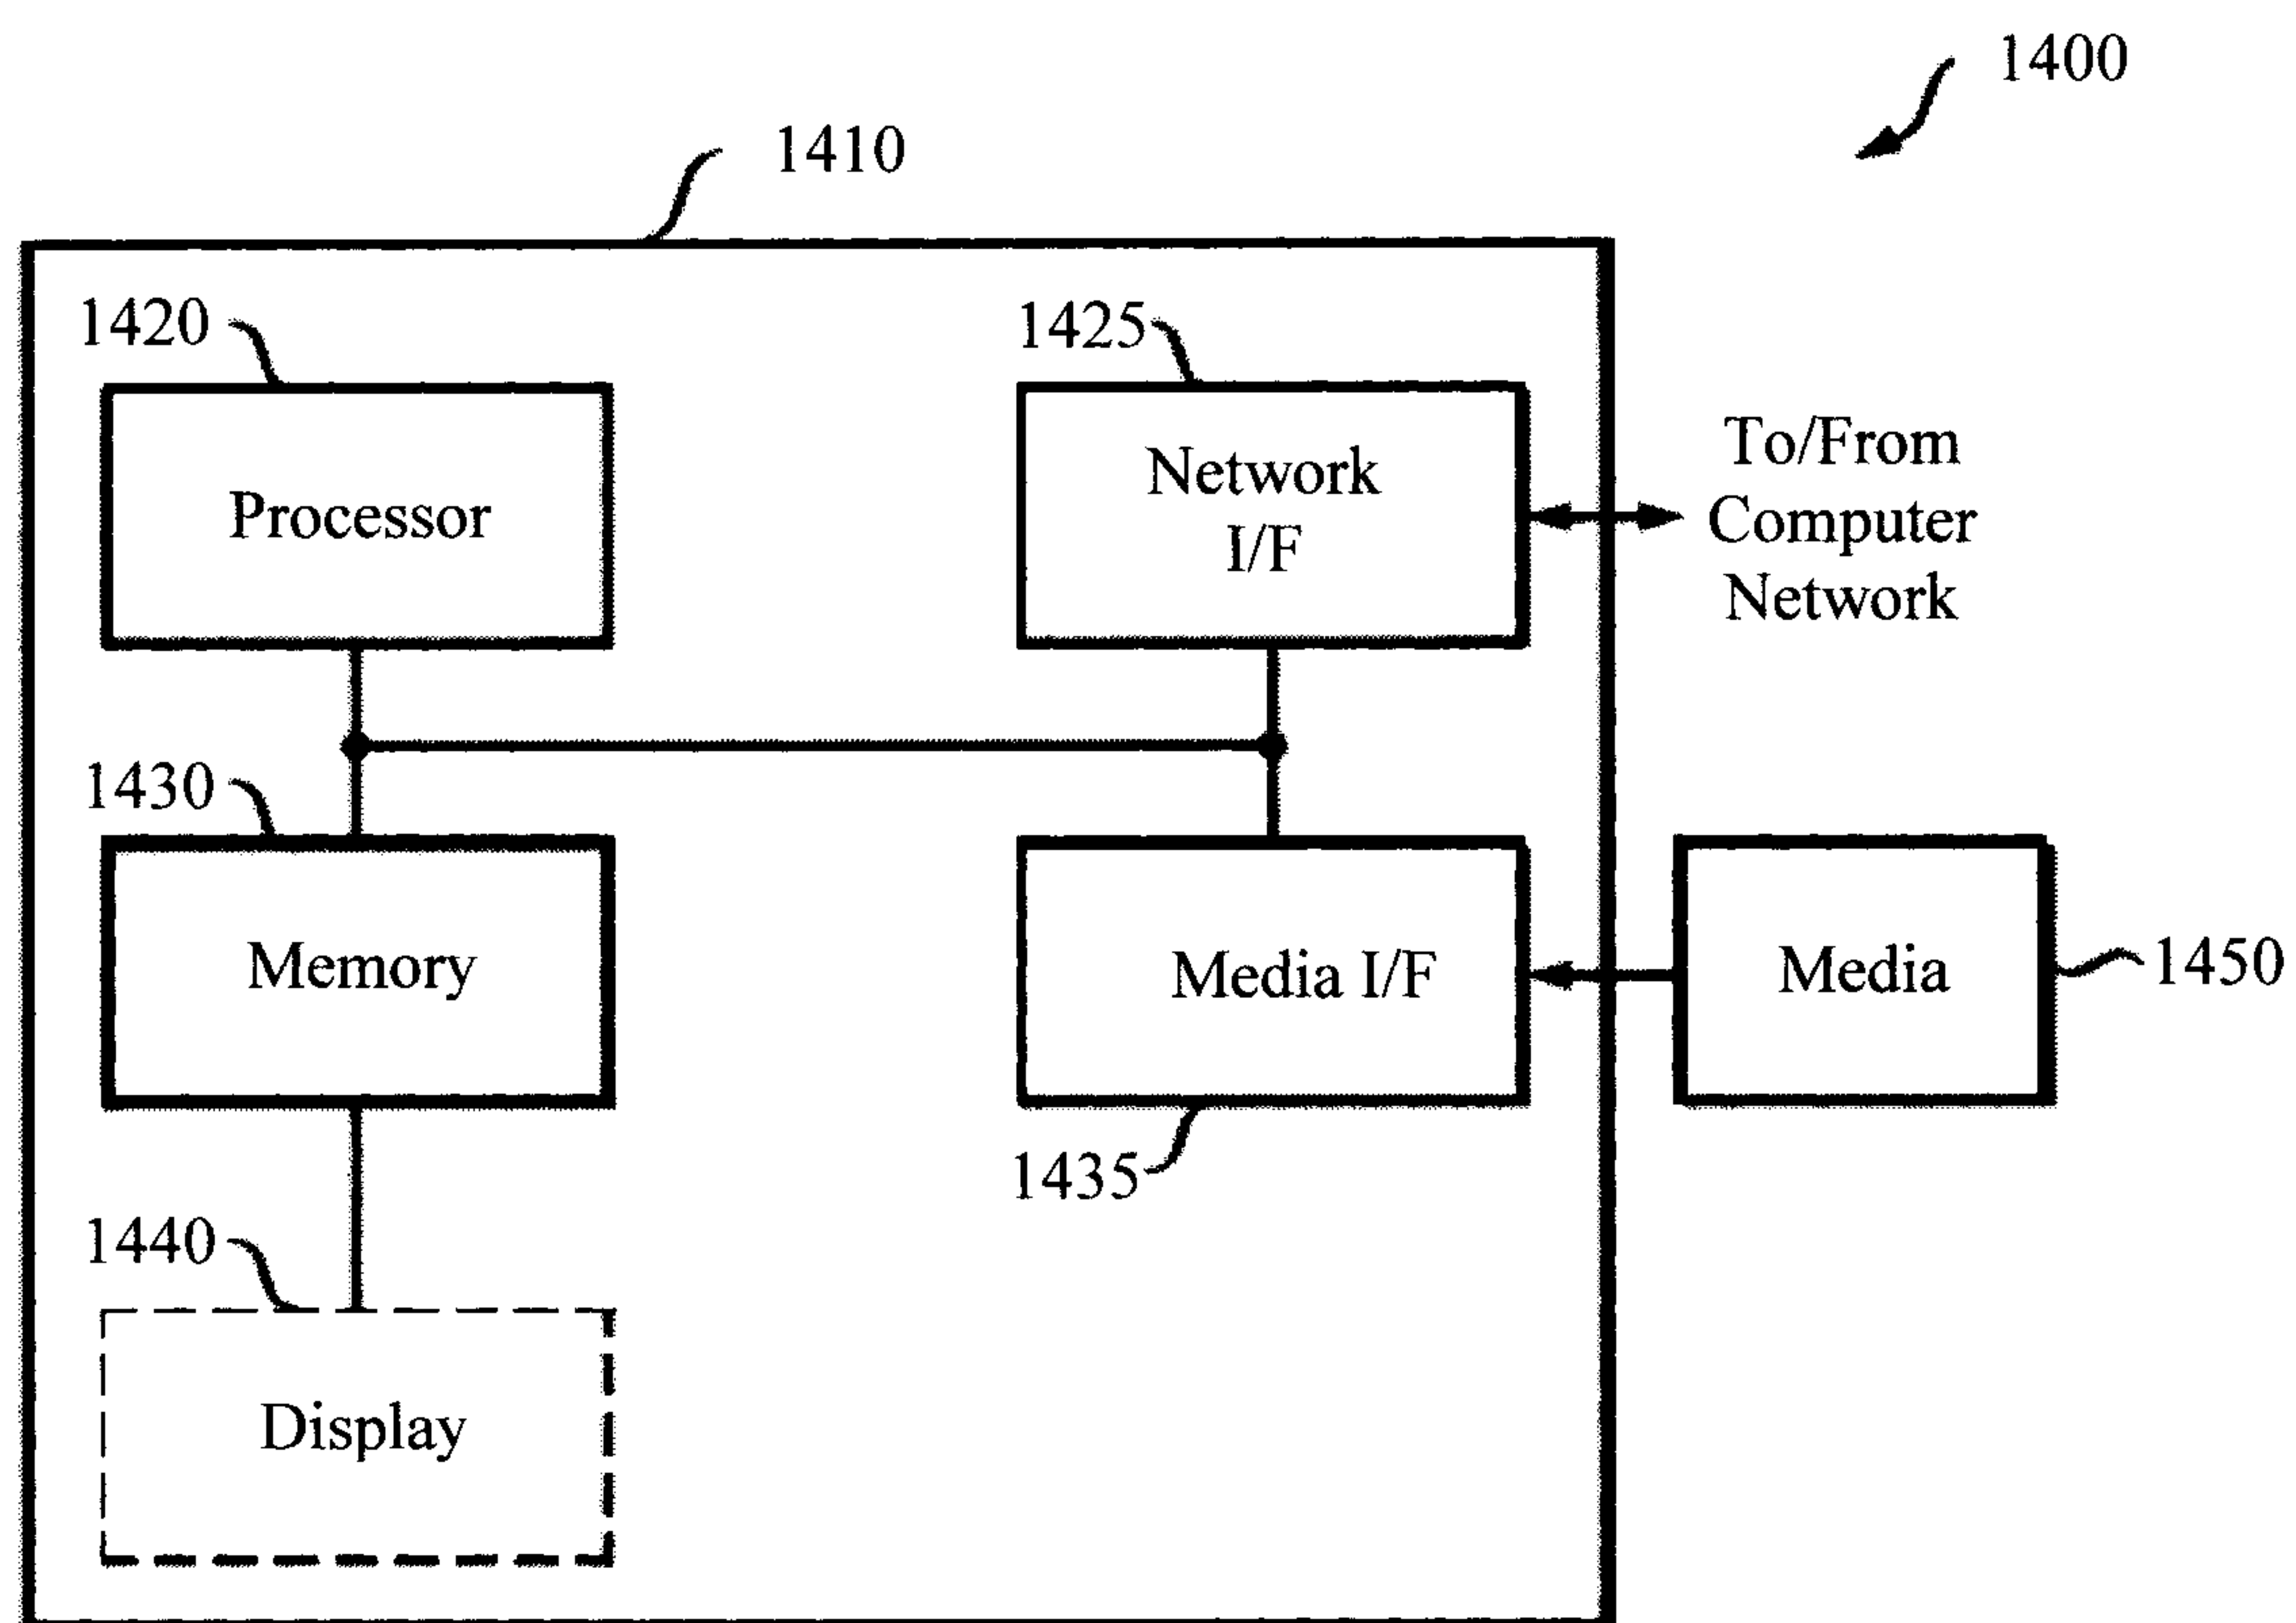 1400
1410
1420
1425
Processor
Network
I/F
To/From
Computer
Network
1430
Memory
Media I/F
Media
1450
1435
1440
Display